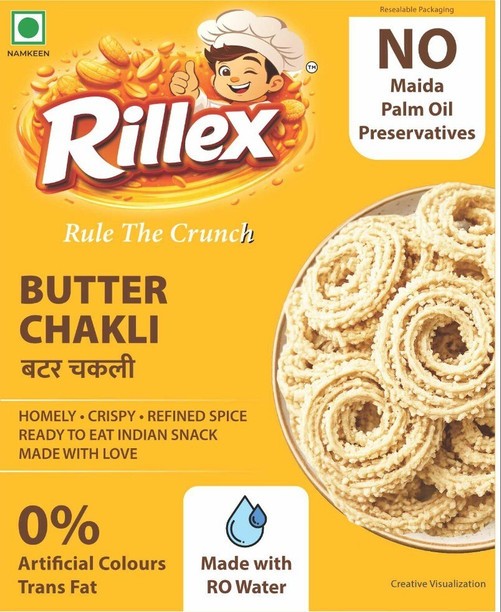 Resealable Packaging
NAMKEEN
NO
Maida
Palm Oil
Preservatives
TM
Rillex
Rule The Crunch
BUTTER
CHAKLI
बटर चकली
HOMELY • CRISPY • REFINED SPICE
READY TO EAT INDIAN SNACK
MADE WITH LOVE
0%
Artificial Colours
Trans Fat
Made with
RO Water
Creative Visualization